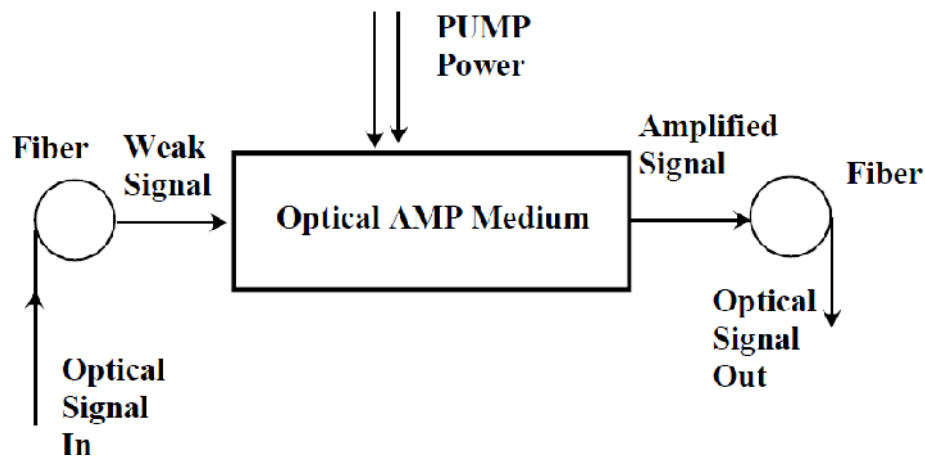 PUMP
Power
Fiber
Weak
Signal
Optical AMP Medium
Amplified
Signal
Fiber
Optical
Signal
In
Optical
Signal
Out